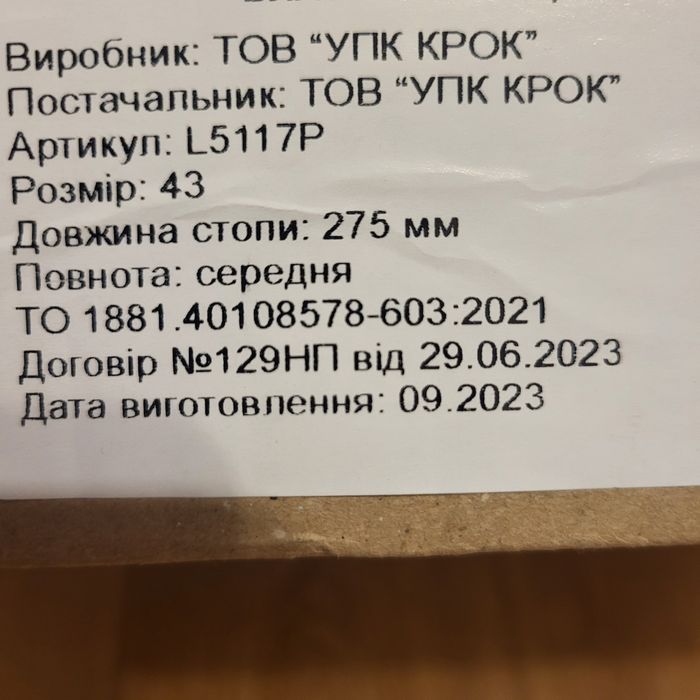 Виробник: ТОВ “УПК КРОК”
Постачальник: ТОВ “УПК КРОК”
Артикул: L5117P
Розмір: 43
Довжина стопи: 275 мм
Повнота: середня
ТО 1881.40108578-603:2021
Договір №129НП від 29.06.2023
Дата виготовлення: 09.2023